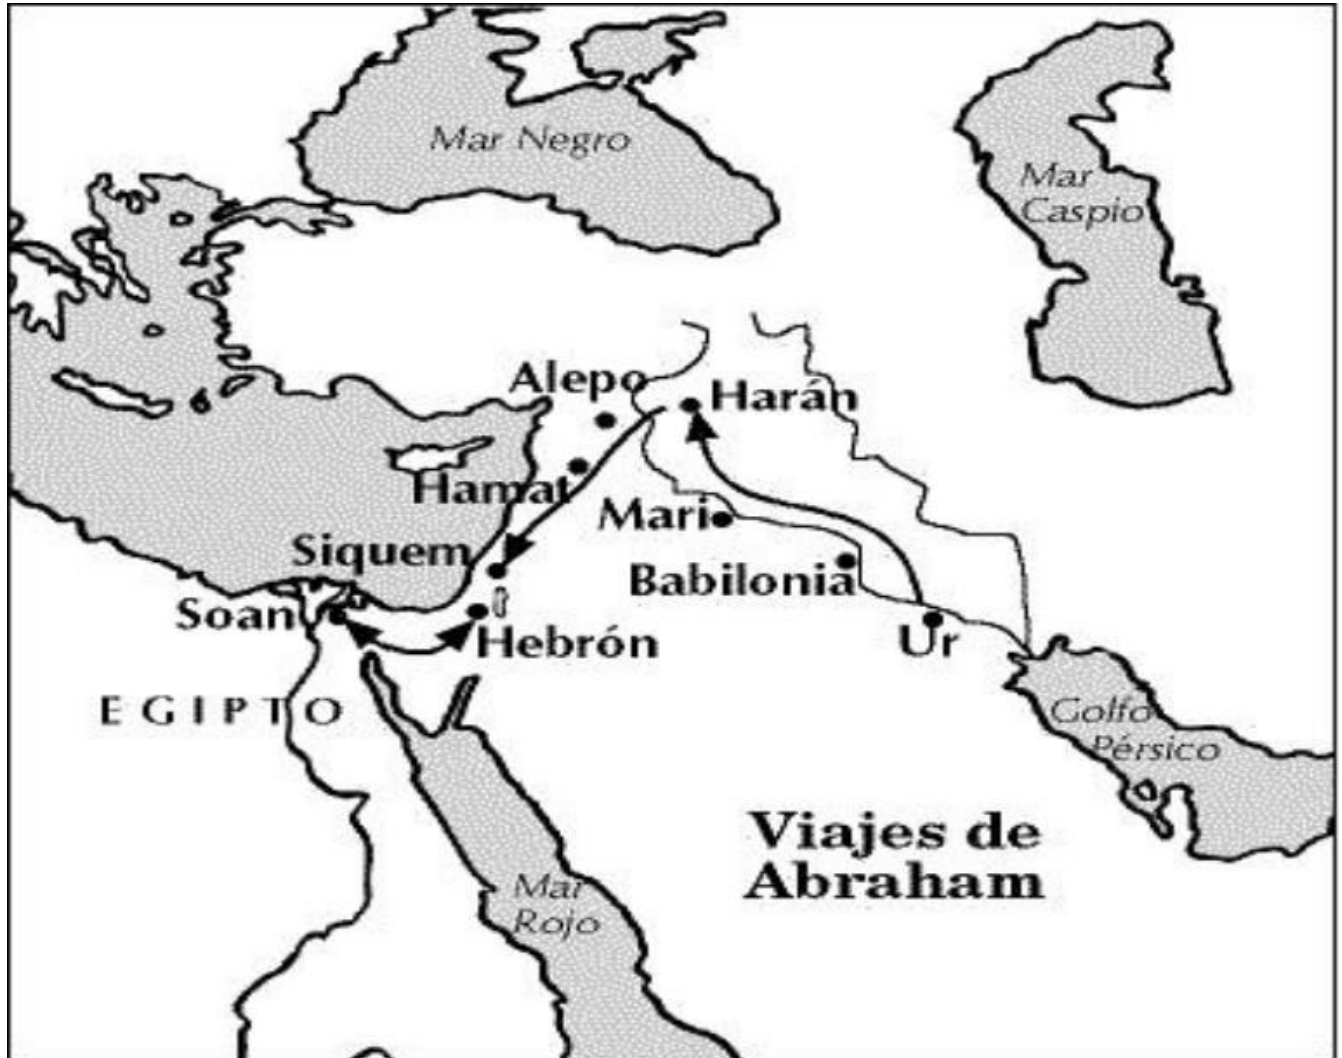 Mar Negro
Mar
Caspio
Alepo
Harán
Hamat
Mari
Siquem
Babilonia
Soan
Hebrón
Ur
EGIPTO
Golfo
Pérsico
Viajes de
Abraham
Mar
Rojo